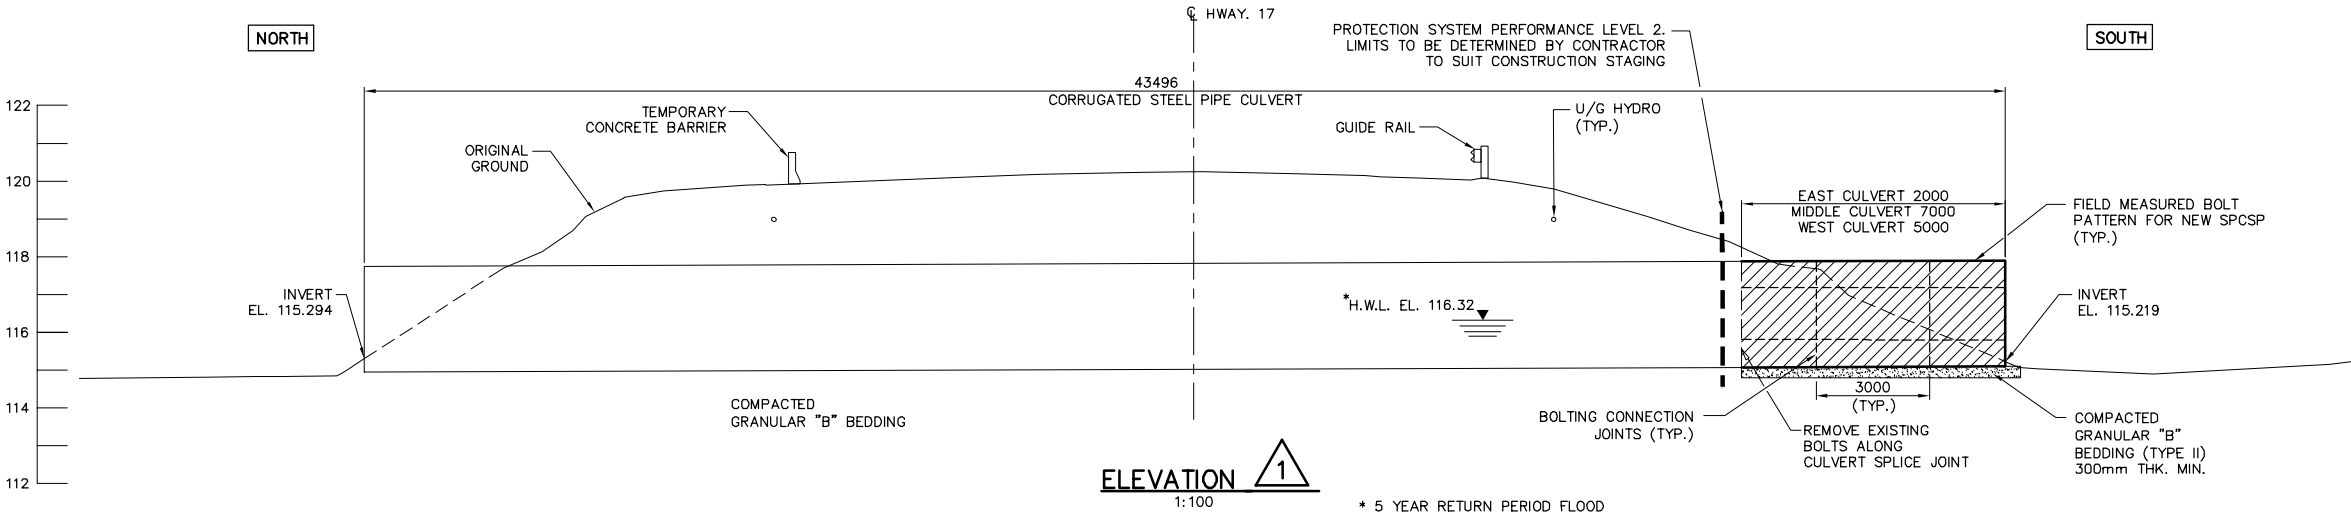 ℄ HWAY. 17
NORTH
PROTECTION SYSTEM PERFORMANCE LEVEL 2.
LIMITS TO BE DETERMINED BY CONTRACTOR
TO SUIT CONSTRUCTION STAGING
SOUTH
43496
CORRUGATED STEEL PIPE CULVERT
122
120
118
116
114
112
TEMPORARY
CONCRETE BARRIER
ORIGINAL
GROUND
GUIDE RAIL
U/G HYDRO
(TYP.)
EAST CULVERT 2000
MIDDLE CULVERT 7000
WEST CULVERT 5000
FIELD MEASURED BOLT
PATTERN FOR NEW SPCSP
(TYP.)
INVERT
EL. 115.294
*H.W.L. EL. 116.32
INVERT
EL. 115.219
COMPACTED
GRANULAR "B" BEDDING
3000
(TYP.)
BOLTING CONNECTION
JOINTS (TYP.)
REMOVE EXISTING
BOLTS ALONG
CULVERT SPLICE JOINT
COMPACTED
GRANULAR "B"
BEDDING (TYPE II)
300mm THK. MIN.
ELEVATION 1
1:100
* 5 YEAR RETURN PERIOD FLOOD